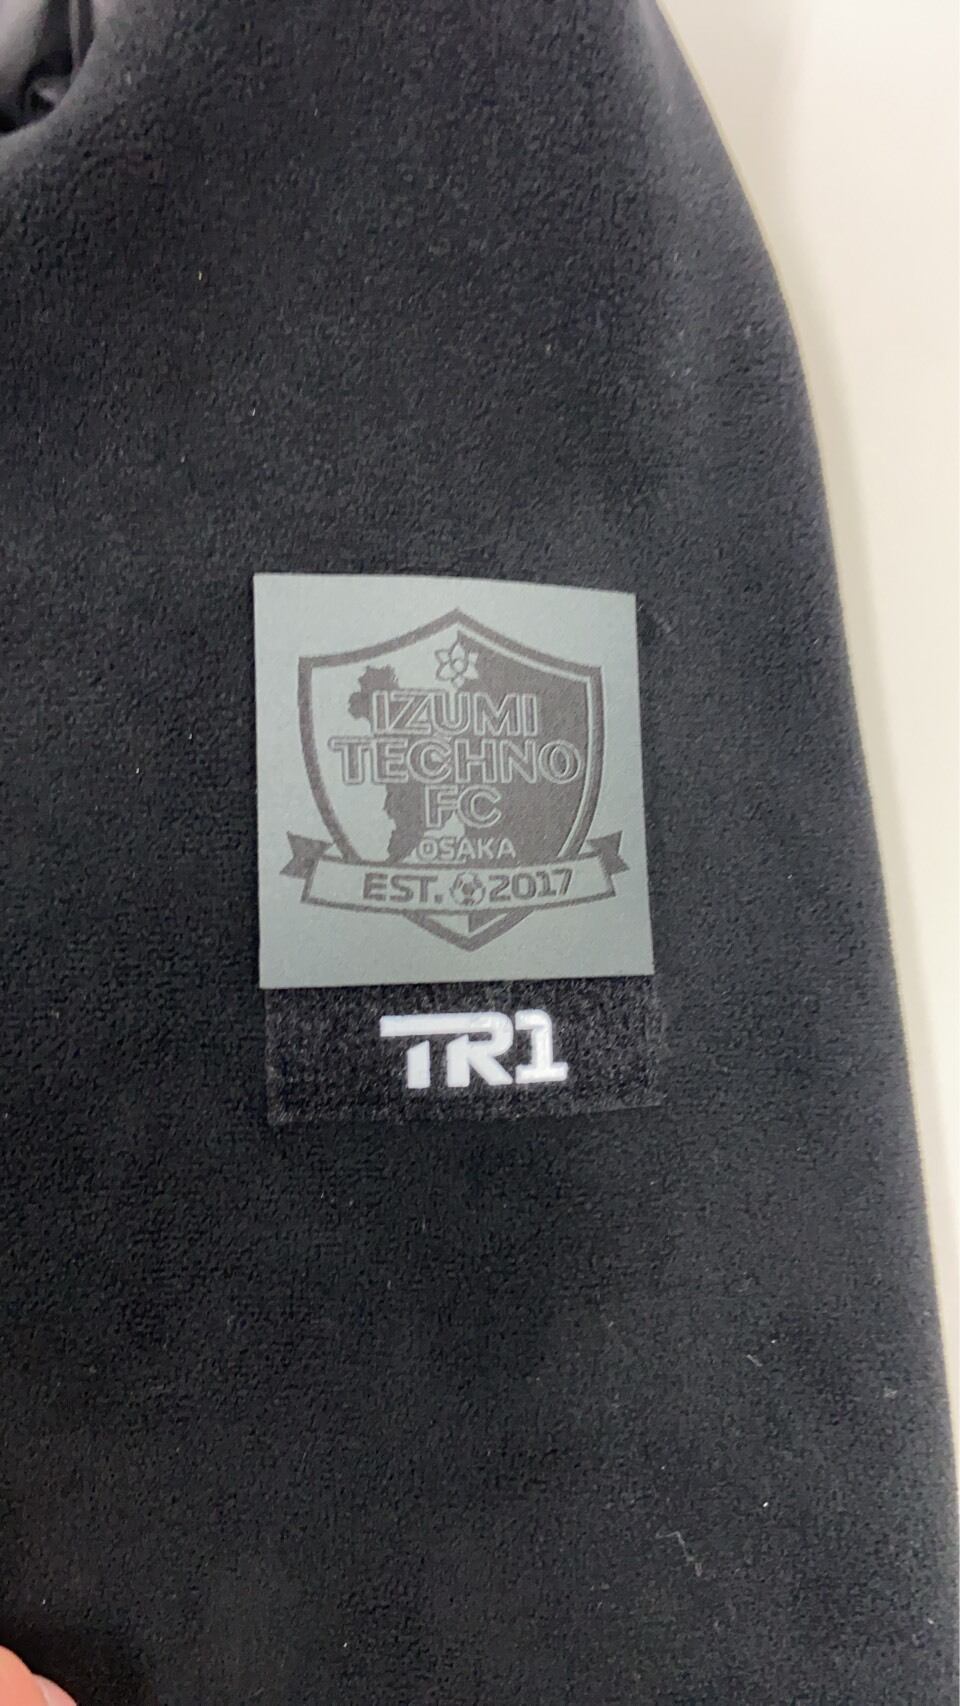 IZUMI
TECHNO
FC
OSAKA
EST. 2017
TR1